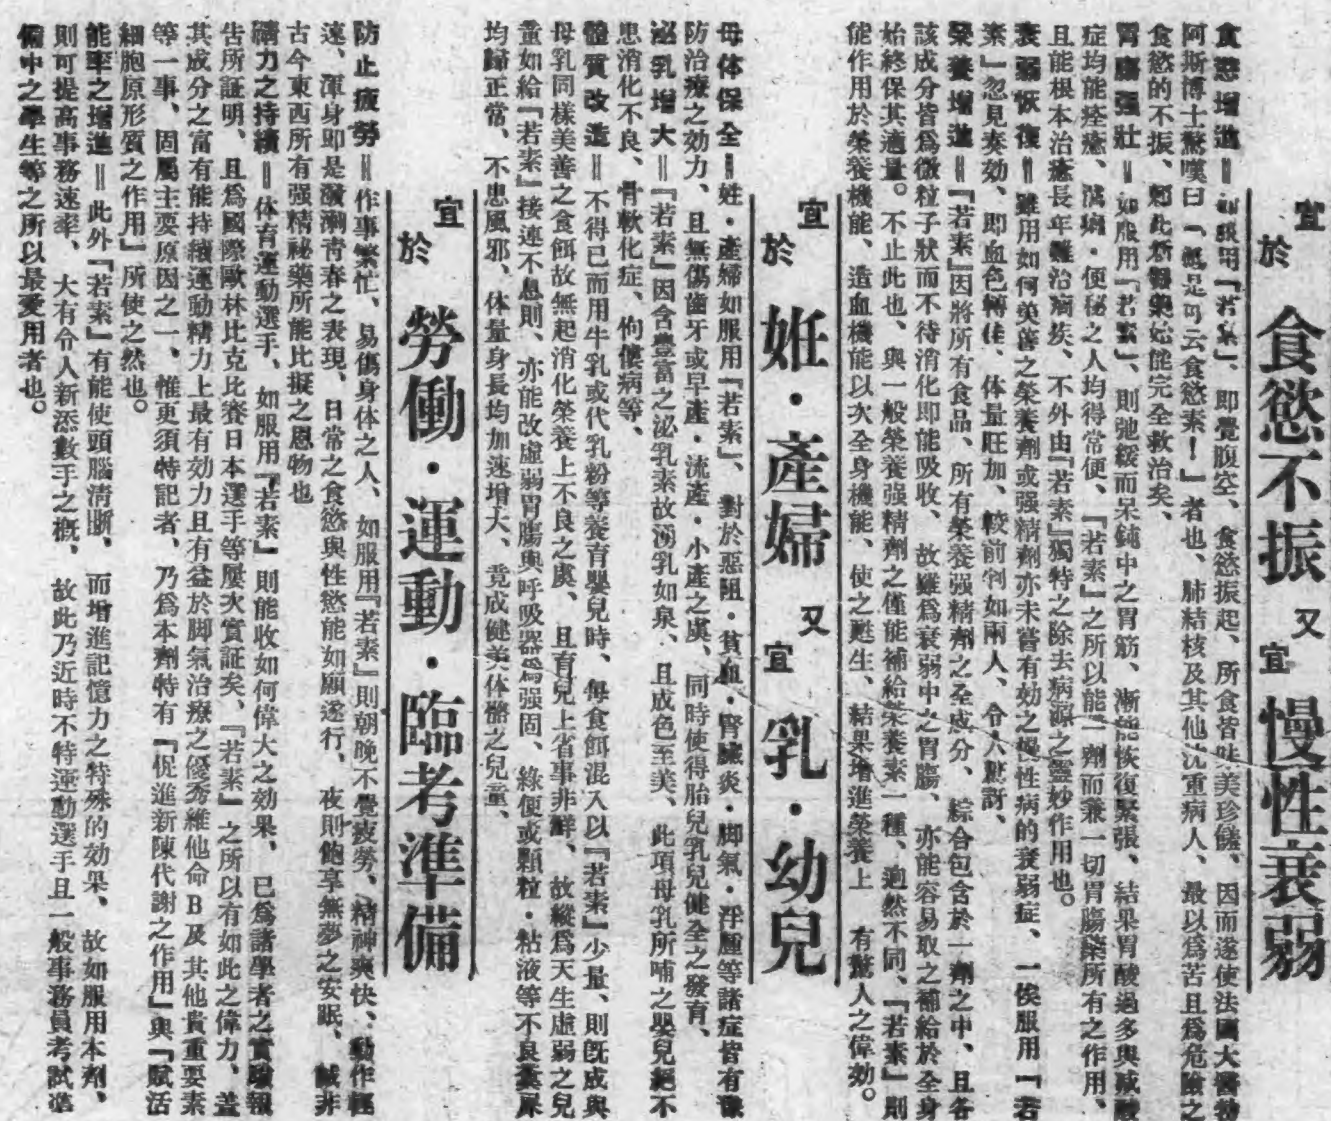 宜於 食慾不振 又宜 慢性衰弱
食慾增進=如服用『若素』、即覺腹空、食慾振起、所食皆味美珍饈、因而遂使法國大醫
阿斯博士驚嘆曰『此是可云食慾素!』者也、肺結核及其他沈重病人、最以爲苦且爲危險之
食慾的不振、賴此新醫藥始能完全救治矣、
胃腸强壯=如服用『若素』、則弛緩而呆鈍中之胃筋、漸能恢復緊張、結果胃酸過多與減酸
症均能痊癒、瀉痢・便秘之人均得常便、『若素』之所以能一劑而兼一切胃腸藥所有之作用、
且能根本治癒長年難治痼疾、不外由『若素』獨特之除去病源之靈妙作用也。
衰弱恢復=雖用如何美善之榮養劑或强精劑亦未嘗有効之慢性病的衰弱症、一俟服用『若
素』忽見奏効、即血色轉佳、体量旺加、較前判如兩人、令人驚訝、
榮養增進=『若素』因將所有食品、所有榮養强精劑之全成分、綜合包含於一劑之中、且各
該成分皆爲微粒子狀而不待消化即能吸收、故雖爲衰弱中之胃腸、亦能容易取之補給於全身
始終保其適量。不止此也、與一般榮養强精劑之僅能補給榮養素一種、迥然不同、『若素』則
能作用於榮養機能、造血機能以次全身機能、使之甦生、結果增進榮養上 有驚人之偉効。
宜於 姙・產婦 又宜 乳・幼兒
母体保全=姙・產婦如服用『若素』、對於惡阻・貧血・腎臟炎・脚氣・浮腫等諸症皆有豫
防治療之効力、且無傷齒牙或早產・流產・小產之虞、同時使得胎兒乳兒健全之發育、
泌乳增大=『若素』因含豐富之泌乳素故湧乳如泉、且成色至美、此項母乳所哺之嬰兒絕不
患消化不良、骨軟化症、佝僂病等、
體質改造=不得已而用牛乳或代乳粉等養育嬰兒時、每食餌混入以『若素』少量、則既成與
母乳同樣美善之食餌故無起消化榮養上不良之虞、且育兒上省事非鮮、故縱爲天生虛弱之兒
童如給『若素』接連不息則、亦能改虛弱胃腸與呼吸器爲强固、綠便或顆粒・粘液等不良糞屎
均歸正常、不患風邪、体量身長均加速增大、竟成健美体骼之兒童、
宜於 勞働・運動・臨考準備
防止疲勞=作事繁忙、易傷身体之人、如服用『若素』則朝晚不覺疲勞、精神爽快、動作輕
速、渾身即是潑溂青春之表現、日常之食慾與性慾能如願遂行、夜則飽享無夢之安眠、誠非
古今東西所有强精祕藥所能比擬之恩物也
續力之持續=体育運動選手、如服用『若素』則能收如何偉大之効果、已爲諸學者之實驗報
告所証明、且爲國際歐林比克比賽日本選手等屢次實証矣、『若素』之所以有如此之偉力、蓋
其成分之富有能持續運動精力上最有効力且有益於脚氣治療之優秀維他命B及其他貴重要素
等一事、固屬主要原因之一、惟更須特記者、乃爲本劑特有『促進新陳代謝之作用』與『賦活
細胞原形質之作用』所使之然也。
能率之增進=此外『若素』有能使頭腦清晰、而增進記憶力之特殊的効果、故如服用本劑、
則可提高事務速率、大有令人新添數手之概、故此乃近時不特運動選手且一般事務員考試準
備中之學生等之所以最愛用者也。